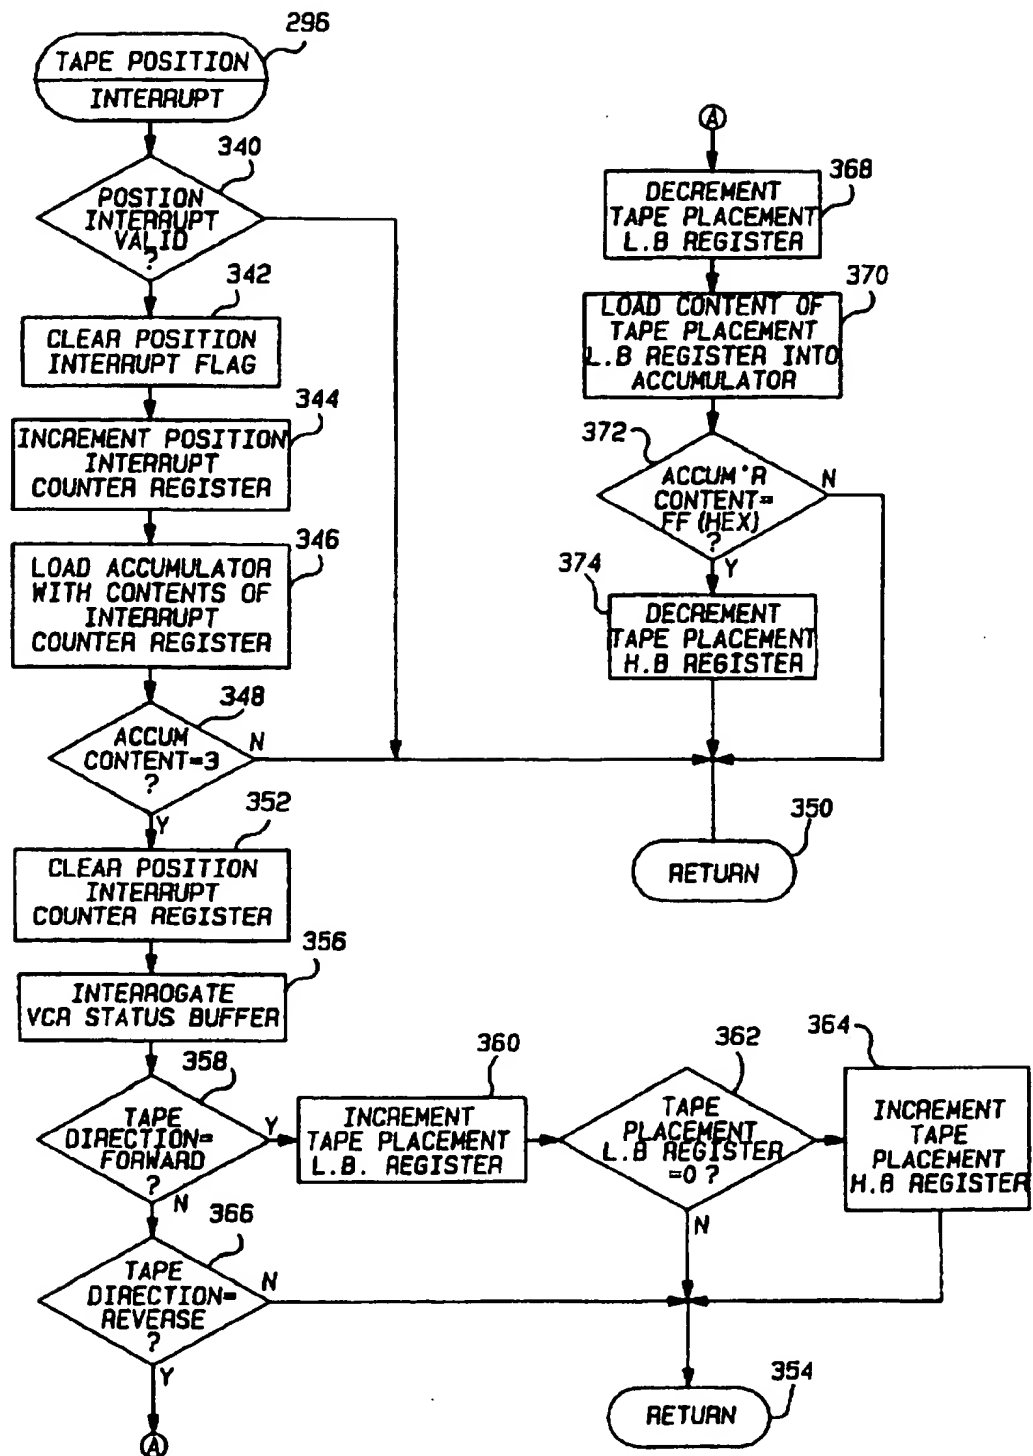 296
TAPE POSITION
INTERRUPT
340
POSTION
INTERRUPT
VALID
?
342
CLEAR POSITION
INTERRUPT FLAG
344
INCREMENT POSITION
INTERRUPT
COUNTER REGISTER
346
LOAD ACCUMULATOR
WITH CONTENTS OF
INTERRUPT
COUNTER REGISTER
348
ACCUM
CONTENT=3
?
N
Y
352
CLEAR POSITION
INTERRUPT
COUNTER REGISTER
356
INTERROGATE
VCR STATUS BUFFER
358
TAPE
DIRECTION=
FORWARD
?
Y
N
360
INCREMENT
TAPE PLACEMENT
L.B. REGISTER
362
TAPE
PLACEMENT
L.B REGISTER
=0 ?
N
364
INCREMENT
TAPE
PLACEMENT
H.B REGISTER
366
TAPE
DIRECTION=
REVERSE
?
N
Y
A
354
RETURN
A
368
DECREMENT
TAPE PLACEMENT
L.B REGISTER
370
LOAD CONTENT OF
TAPE PLACEMENT
L.B REGISTER INTO
ACCUMULATOR
372
ACCUM'R
CONTENT=
FF (HEX)
?
N
Y
374
DECREMENT
TAPE PLACEMENT
H.B REGISTER
350
RETURN